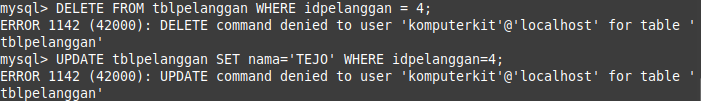 mysql> DELETE FROM tblpelanggan WHERE idpelanggan = 4;
ERROR 1142 (42000): DELETE command denied to user 'komputerkit'@'localhost' for table '
tblpelanggan'
mysql> UPDATE tblpelanggan SET nama='TEJO' WHERE idpelanggan=4;
ERROR 1142 (42000): UPDATE command denied to user 'komputerkit'@'localhost' for table '
tblpelanggan'